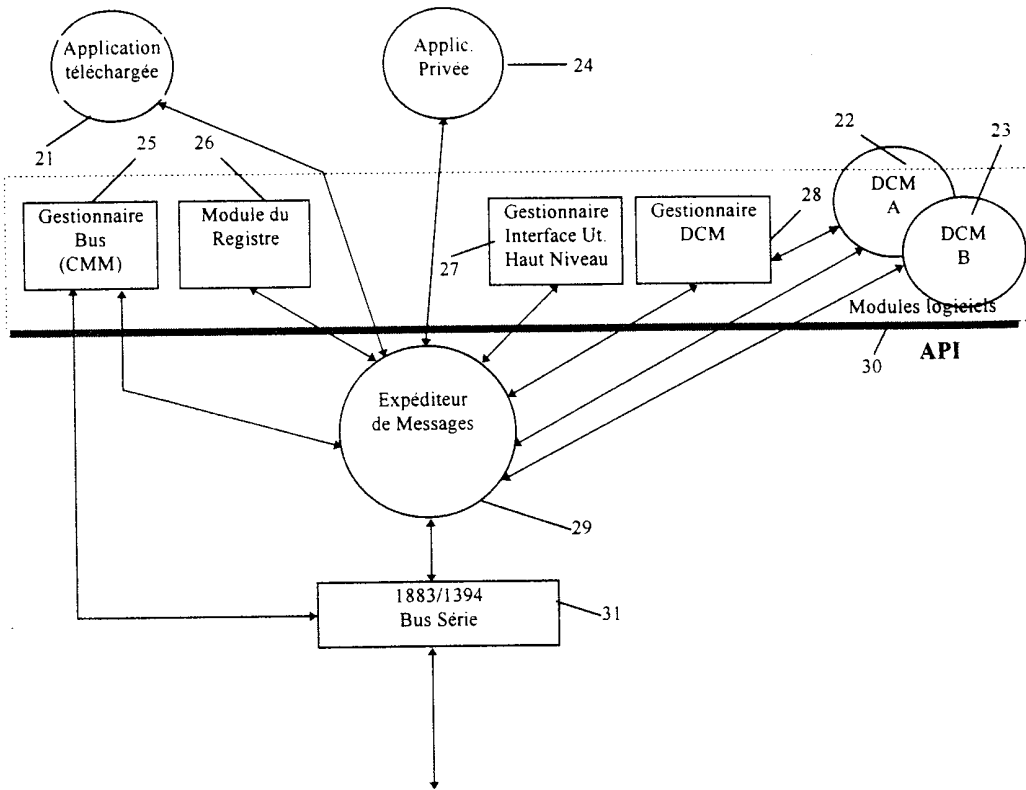 Application
téléchargée
Applic.
Privée
24
21
25
26
22
23
Gestionnaire
Bus
(CMM)
Module du
Registre
27
Gestionnaire
Interface Ut.
Haut Niveau
Gestionnaire
DCM
28
DCM
A
DCM
B
Modules logiciels
30
API
Expéditeur
de Messages
29
1883/1394
Bus Série
31